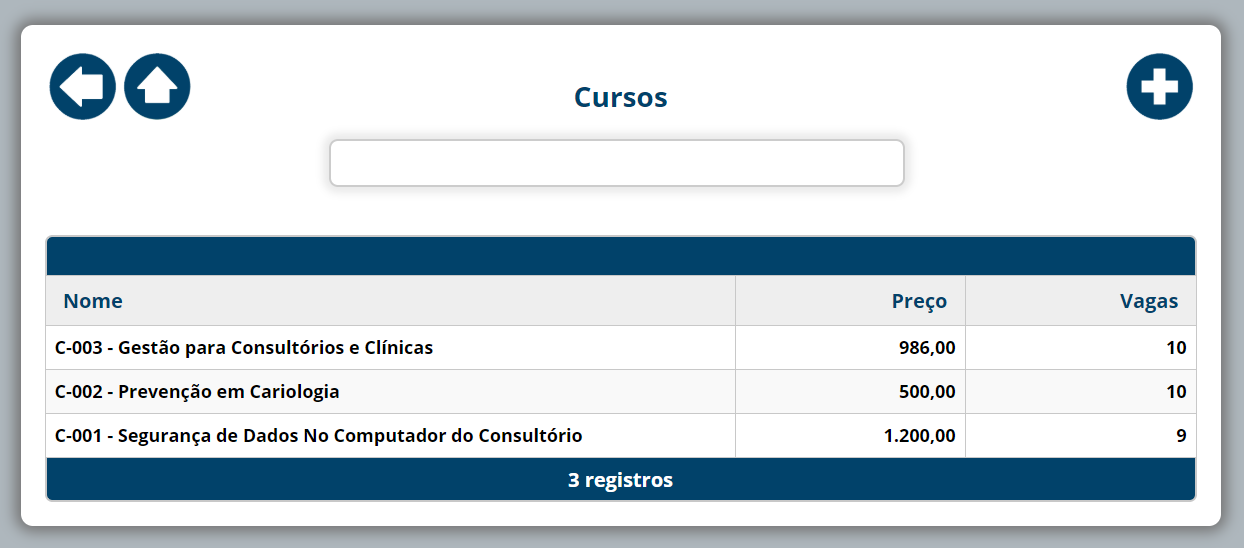 Cursos
Nome Preço Vagas
C-003 - Gestão para Consultórios e Clínicas 986,00 10
C-002 - Prevenção em Cariologia 500,00 10
C-001 - Segurança de Dados No Computador do Consultório 1.200,00 9
3 registros